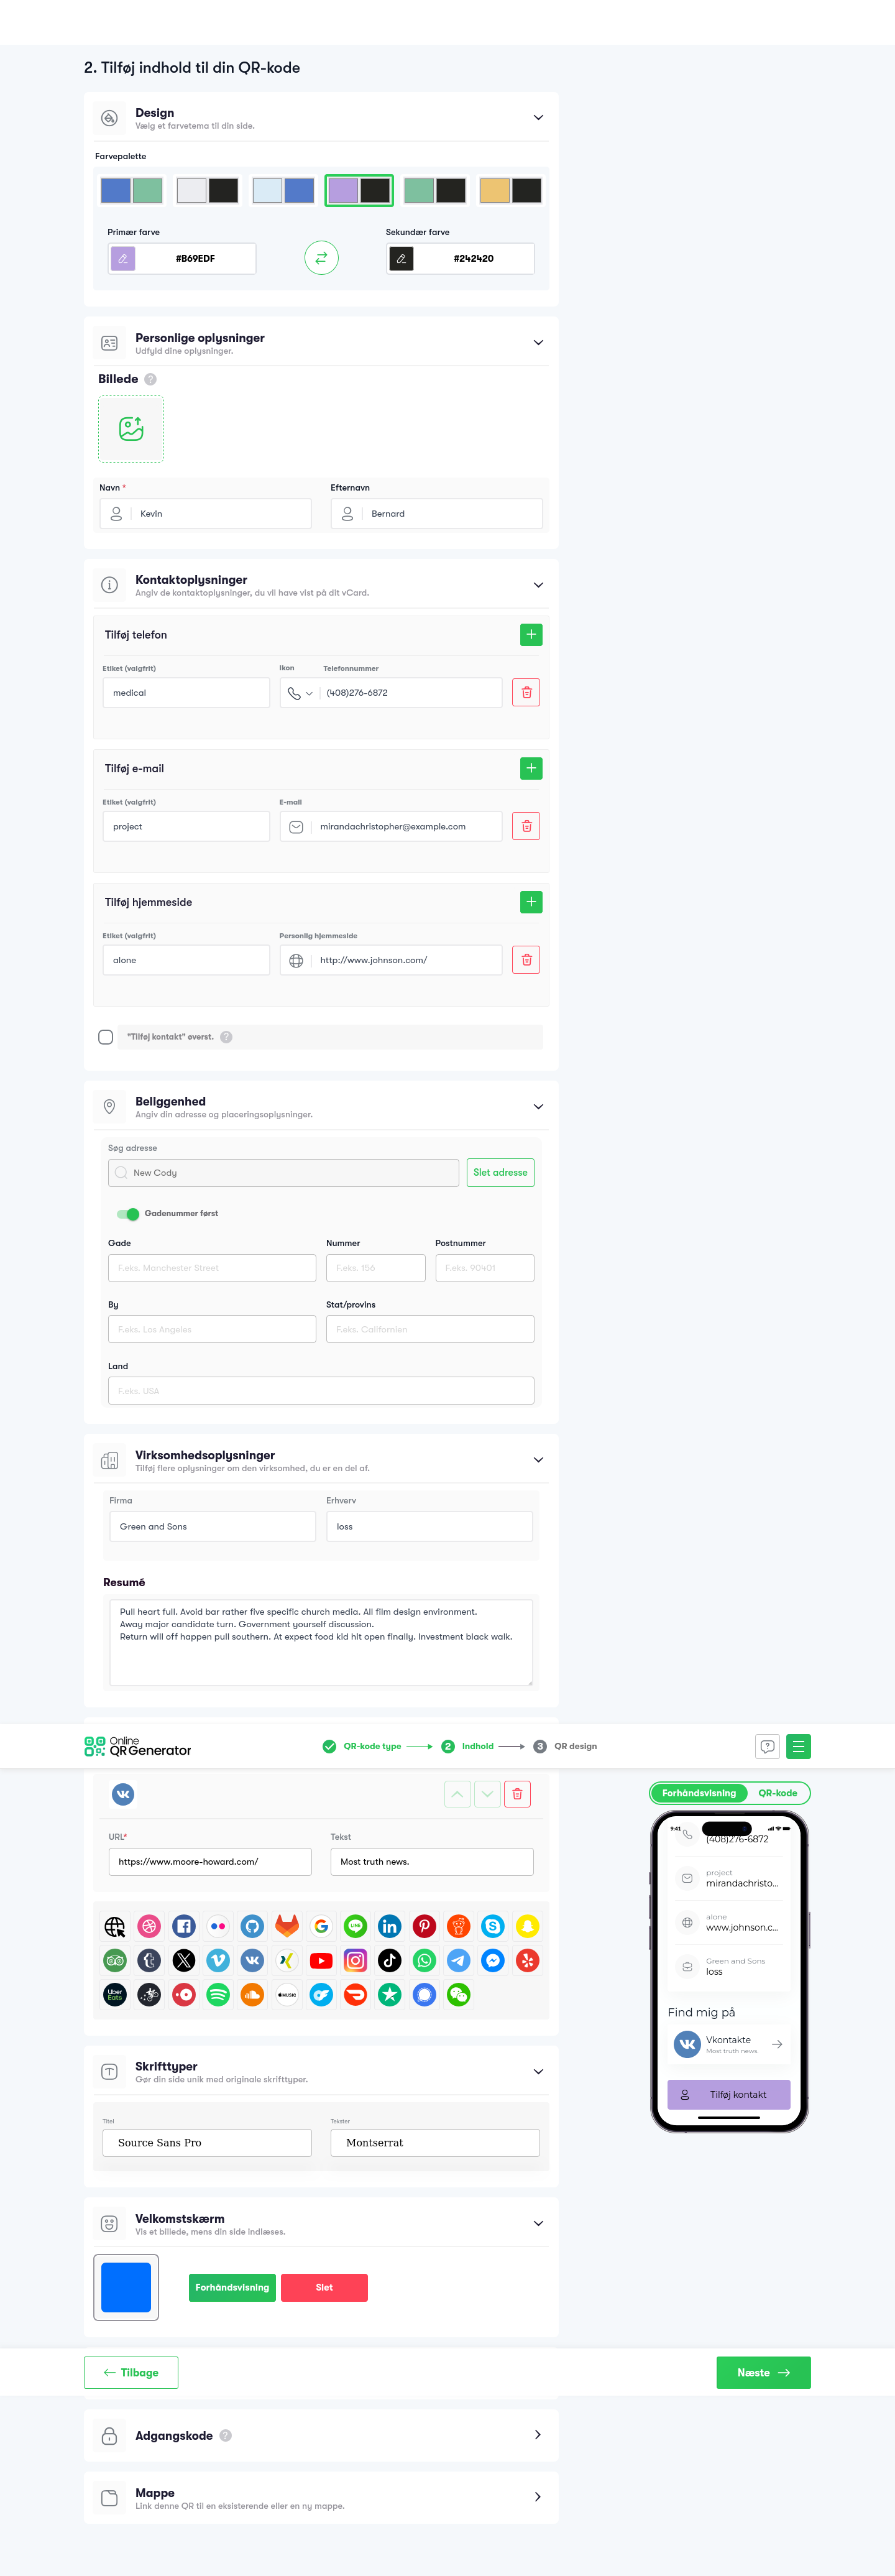 2. Tilføj indhold til din QR-kode
Design
Vælg et farvetema til din side.
Farvepalette
Primær farve
Sekundær farve
#B69EDF
#242420
Personlige oplysninger
Udfyld dine oplysninger.
Billede ?
Navn *
Efternavn
Kevin
Bernard
Kontaktoplysninger
Angiv de kontaktoplysninger, du vil have vist på dit vCard.
Tilføj telefon
Etiket (valgfrit)
Ikon
Telefonnummer
medical
(408)276-6872
Tilføj e-mail
Etiket (valgfrit)
E-mail
project
mirandachristopher@example.com
Tilføj hjemmeside
Etiket (valgfrit)
Personlig hjemmeside
alone
http://www.johnson.com/
"Tilføj kontakt" øverst. ?
Beliggenhed
Angiv din adresse og placeringsoplysninger.
Søg adresse
New Cody
Slet adresse
Gadenummer først
Gade
Nummer
Postnummer
F.eks. Manchester Street
F.eks. 156
F.eks. 90401
By
Stat/provins
F.eks. Los Angeles
F.eks. Californien
Land
F.eks. USA
Virksomhedsoplysninger
Tilføj flere oplysninger om den virksomhed, du er en del af.
Firma
Erhverv
Green and Sons
loss
Resumé
Pull heart full. Avoid bar rather five specific church media. All film design environment.
Away major candidate turn. Government yourself discussion.
Return will off happen pull southern. At expect food kid hit open finally. Investment black walk.
Online
QR Generator
QR-kode type
2 Indhold
3 QR design
URL*
Tekst
https://www.moore-howard.com/
Most truth news.
LINE
Uber
Eats
MUSIC
Skrifttyper
Gør din side unik med originale skrifttyper.
Titel
Tekster
Source Sans Pro
Montserrat
Velkomstskærm
Vis et billede, mens din side indlæses.
Forhåndsvisning
Slet
Tilbage
Næste
Adgangskode ?
Mappe
Link denne QR til en eksisterende eller en ny mappe.
Forhåndsvisning
QR-kode
9:41
(408)276-6872
project
mirandachristo...
alone
www.johnson.c...
Green and Sons
loss
Find mig på
Vkontakte
Most truth news.
Tilføj kontakt